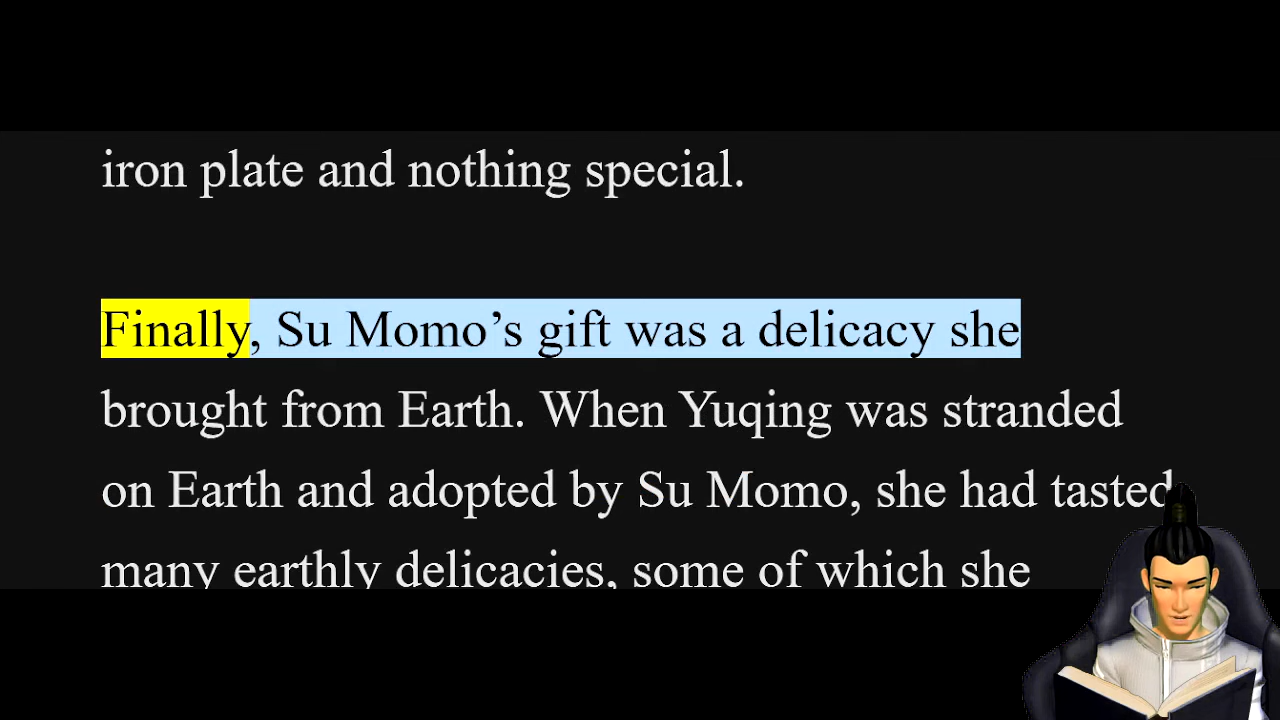 iron plate and nothing special.
Finally, Su Momo’s gift was a delicacy she
brought from Earth. When Yuqing was stranded
on Earth and adopted by Su Momo, she had tasted
many earthly delicacies, some of which she